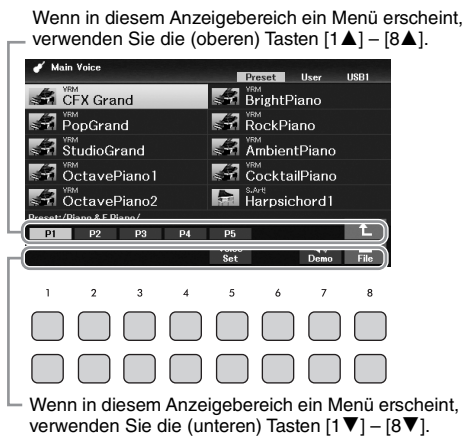 Wenn in diesem Anzeigebereich ein Menü erscheint,
verwenden Sie die (oberen) Tasten [1▲] – [8▲].
Main Voice
Preset User USB1
VRM VRM
CFX Grand BrightPiano
VRM VRM
PopGrand RockPiano
VRM VRM
StudioGrand AmbientPiano
VRM VRM
OctavePiano1 CocktailPiano
VRM S.Art!
OctavePiano2 Harpsichord1
Preset:/Piano & E.Piano/
P1 P2 P3 P4 P5
Voice
Set Demo File
1 2 3 4 5 6 7 8
Wenn in diesem Anzeigebereich ein Menü erscheint,
verwenden Sie die (unteren) Tasten [1▼] – [8▼].